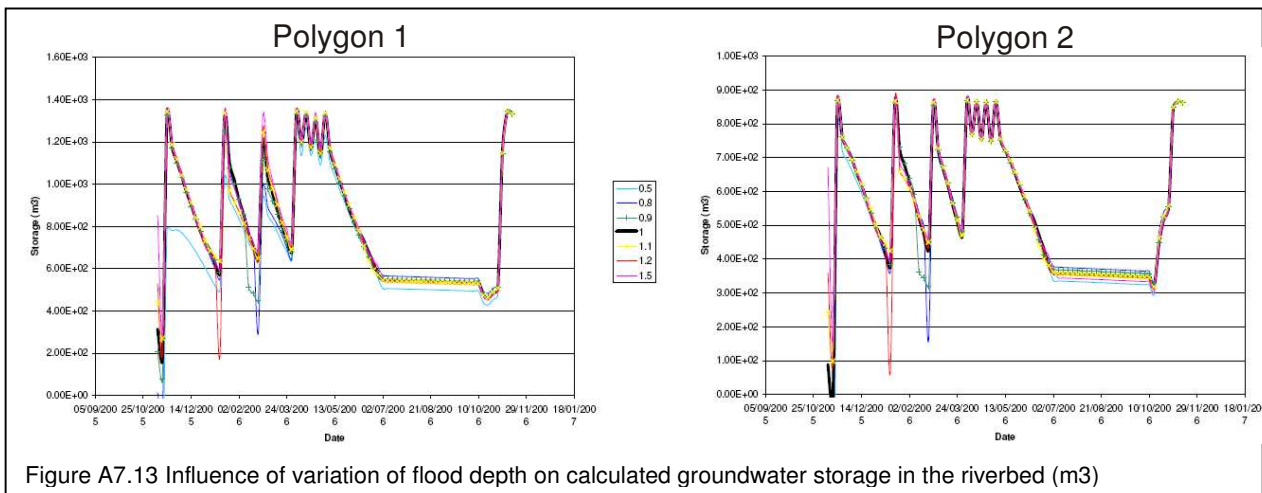 Polygon 1
1.60E+03
1.40E+03
1.20E+03
1.00E+03
8.00E+02
6.00E+02
4.00E+02
2.00E+02
0.00E+00
Storage (m3)
05/09/200 25/10/200 14/12/200 02/02/200 24/03/200 13/05/200 02/07/200 21/08/200 10/10/200 29/11/200 18/01/200
5 5 5 6 6 6 6 6 6 6 7
Date
0.5
0.8
0.9
1
1.1
1.2
1.5
Polygon 2
1.00E+03
9.00E+02
8.00E+02
7.00E+02
6.00E+02
5.00E+02
4.00E+02
3.00E+02
2.00E+02
1.00E+02
0.00E+00
Storage (m3)
05/09/200 25/10/200 14/12/200 02/02/200 24/03/200 13/05/200 02/07/200 21/08/200 10/10/200 29/11/200 18/01/200
5 5 5 6 6 6 6 6 6 6 7
Date
Figure A7.13 Influence of variation of flood depth on calculated groundwater storage in the riverbed (m3)